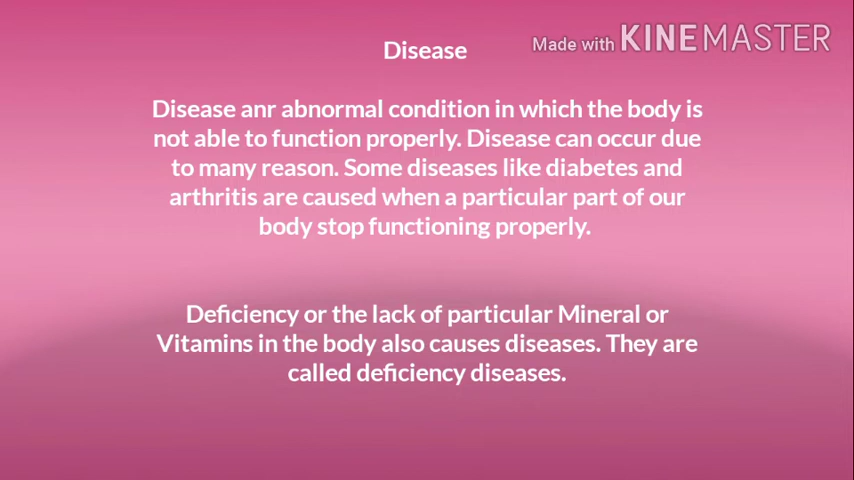 Made with KINEMASTER
Disease
Disease anr abnormal condition in which the body is
not able to function properly. Disease can occur due
to many reason. Some diseases like diabetes and
arthritis are caused when a particular part of our
body stop functioning properly.
Deficiency or the lack of particular Mineral or
Vitamins in the body also causes diseases. They are
called deficiency diseases.